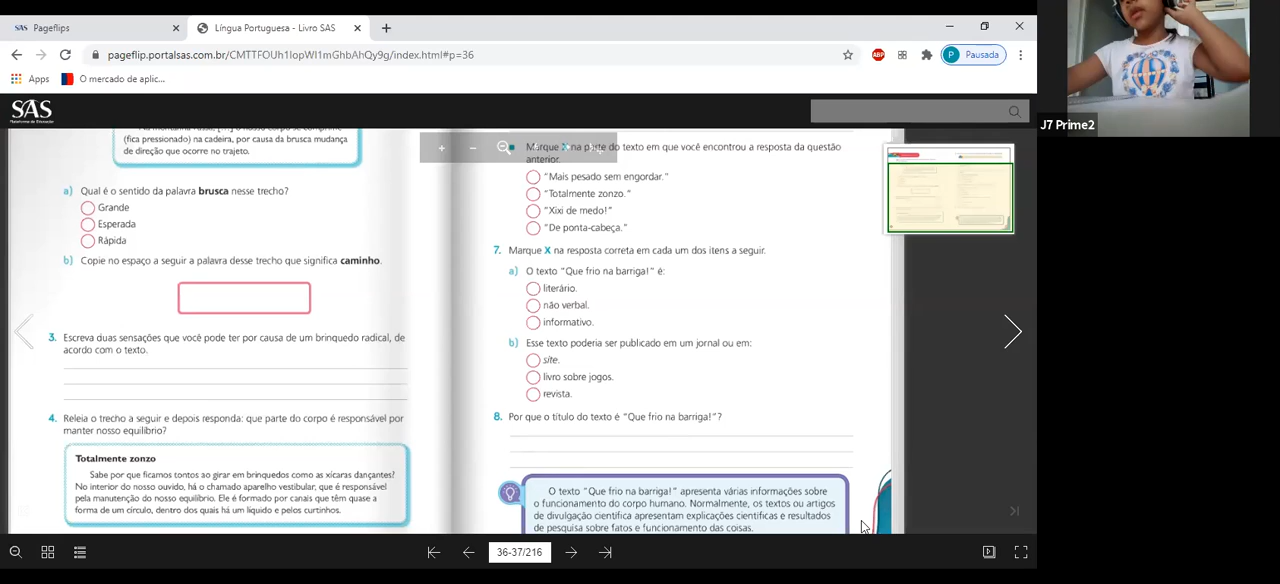 SAS Pageflips
Língua Portuguesa - Livro SAS
pageflip.portalsas.com.br/CMTTFOUh1IopWI1mGhbAhQy9g/index.html#p=36
ABP
P Pausada
Apps
O mercado de aplic...
SAS
Plataforma de Educação
(fica pressionado) na cadeira, por causa da brusca mudança
de direção que ocorre no trajeto.
a) Qual é o sentido da palavra brusca nesse trecho?
Grande
Esperada
Rápida
b) Copie no espaço a seguir a palavra desse trecho que significa caminho.
3. Escreva duas sensações que você pode ter por causa de um brinquedo radical, de
acordo com o texto.
4. Releia o trecho a seguir e depois responda: que parte do corpo é responsável por
manter nosso equilíbrio?
Totalmente zonzo
Sabe por que ficamos tontos ao girar em brinquedos como as xícaras dançantes?
No interior do nosso ouvido, há o chamado aparelho vestibular, que é responsável
pela manutenção do nosso equilíbrio. Ele é formado por canais que têm quase a
forma de um círculo, dentro dos quais há um líquido e pelos curtinhos.
Marque X na parte do texto em que você encontrou a resposta da questão
anterior.
"Mais pesado sem engordar."
"Totalmente zonzo."
"Xixi de medo!"
"De ponta-cabeça."
7. Marque X na resposta correta em cada um dos itens a seguir.
a) O texto "Que frio na barriga!" é:
literário.
não verbal.
informativo.
b) Esse texto poderia ser publicado em um jornal ou em:
site.
livro sobre jogos.
revista.
8. Por que o título do texto é "Que frio na barriga!"?
O texto "Que frio na barriga!" apresenta várias informações sobre
o funcionamento do corpo humano. Normalmente, os textos ou artigos
de divulgação científica apresentam explicações científicas e resultados
de pesquisa sobre fatos e funcionamento das coisas.
36-37/216
J7 Prime2